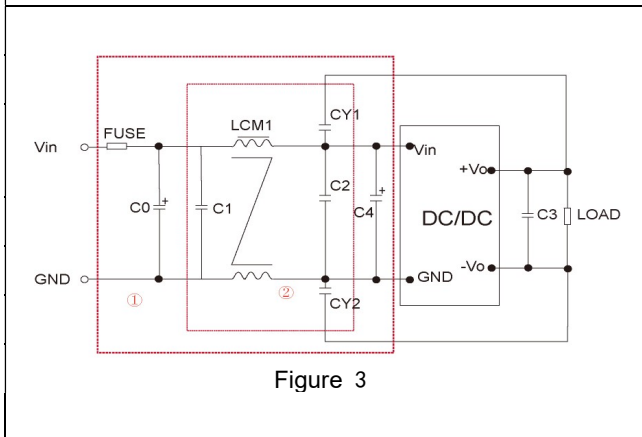 CY1
LCM1
FUSE
Vin
Vin
+Vo
C0
+
C1
C2
+
C4
DC/DC
C3
LOAD
GND
GND
-Vo
①
②
CY2
Figure 3